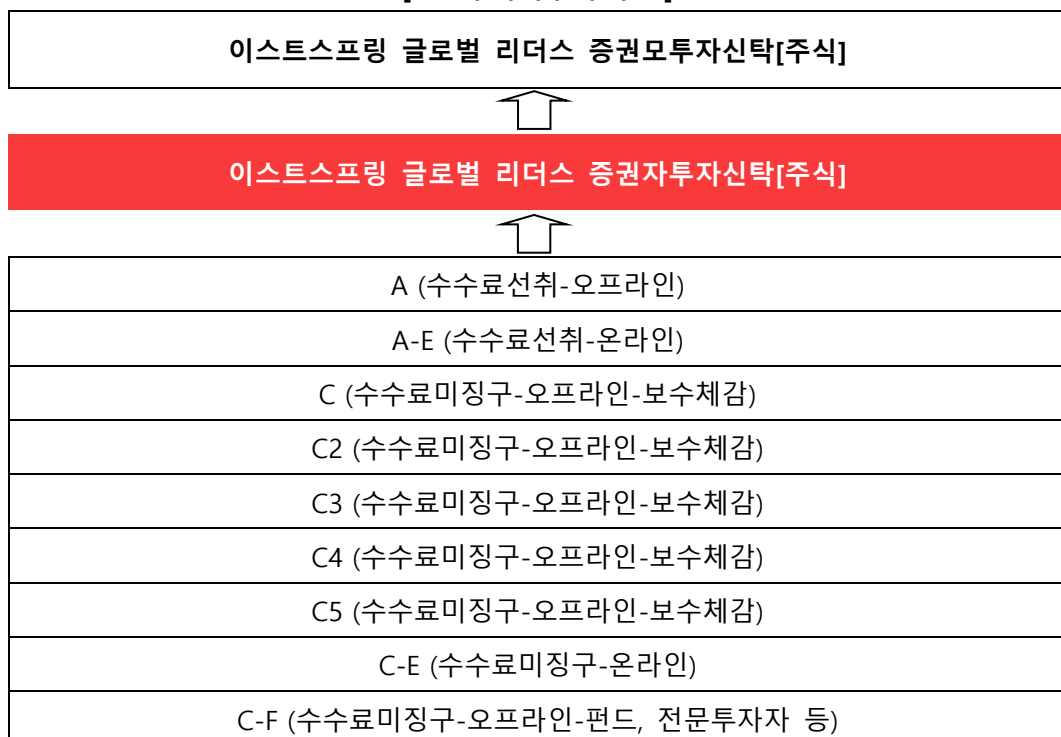 이스트스프링 글로벌 리더스 증권모투자신탁[주식]
이스트스프링 글로벌 리더스 증권자투자신탁[주식]
A (수수료선취-오프라인)
A-E (수수료선취-온라인)
C (수수료미징구-오프라인-보수체감)
C2 (수수료미징구-오프라인-보수체감)
C3 (수수료미징구-오프라인-보수체감)
C4 (수수료미징구-오프라인-보수체감)
C5 (수수료미징구-오프라인-보수체감)
C-E (수수료미징구-온라인)
C-F (수수료미징구-오프라인-펀드, 전문투자자 등)